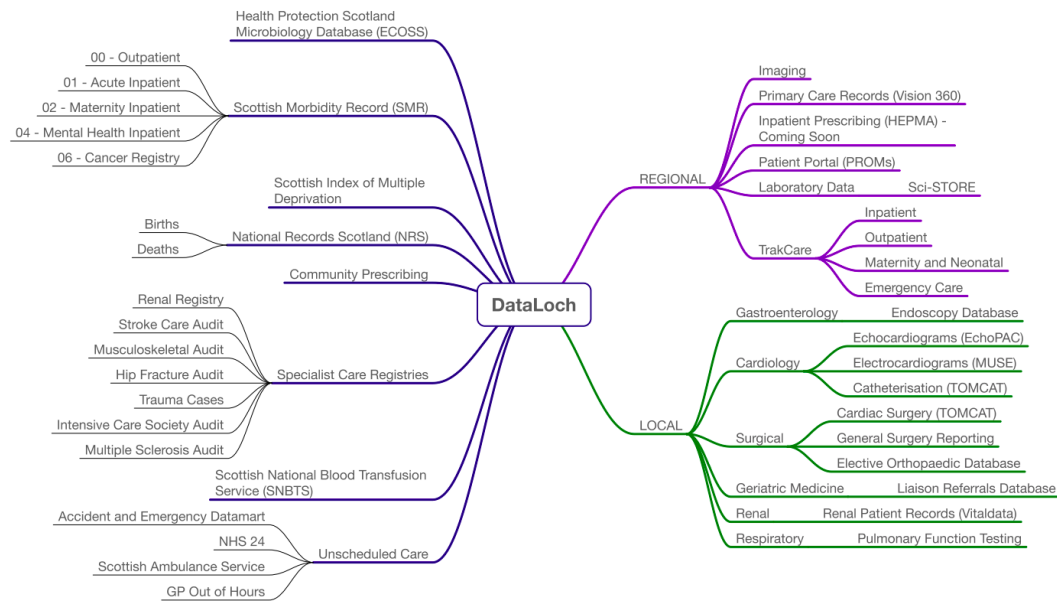 Health Protection Scotland
Microbiology Database (ECOSS)
00 - Outpatient
01 - Acute Inpatient
02 - Maternity Inpatient
04 - Mental Health Inpatient
06 - Cancer Registry
Scottish Morbidity Record (SMR)
Scottish Index of Multiple
Deprivation
Births
Deaths
National Records Scotland (NRS)
Community Prescribing
Renal Registry
Stroke Care Audit
Musculoskeletal Audit
Hip Fracture Audit
Trauma Cases
Intensive Care Society Audit
Multiple Sclerosis Audit
Specialist Care Registries
Scottish National Blood Transfusion
Service (SNBTS)
Accident and Emergency Datamart
NHS 24
Scottish Ambulance Service
GP Out of Hours
Unscheduled Care
DataLoch
REGIONAL
Imaging
Primary Care Records (Vision 360)
Inpatient Prescribing (HEPMA) -
Coming Soon
Patient Portal (PROMs)
Laboratory Data
Sci-STORE
TrakCare
Inpatient
Outpatient
Maternity and Neonatal
Emergency Care
LOCAL
Gastroenterology
Endoscopy Database
Cardiology
Echocardiograms (EchoPAC)
Electrocardiograms (MUSE)
Catheterisation (TOMCAT)
Surgical
Cardiac Surgery (TOMCAT)
General Surgery Reporting
Elective Orthopaedic Database
Geriatric Medicine
Liaison Referrals Database
Renal
Renal Patient Records (Vitaldata)
Respiratory
Pulmonary Function Testing